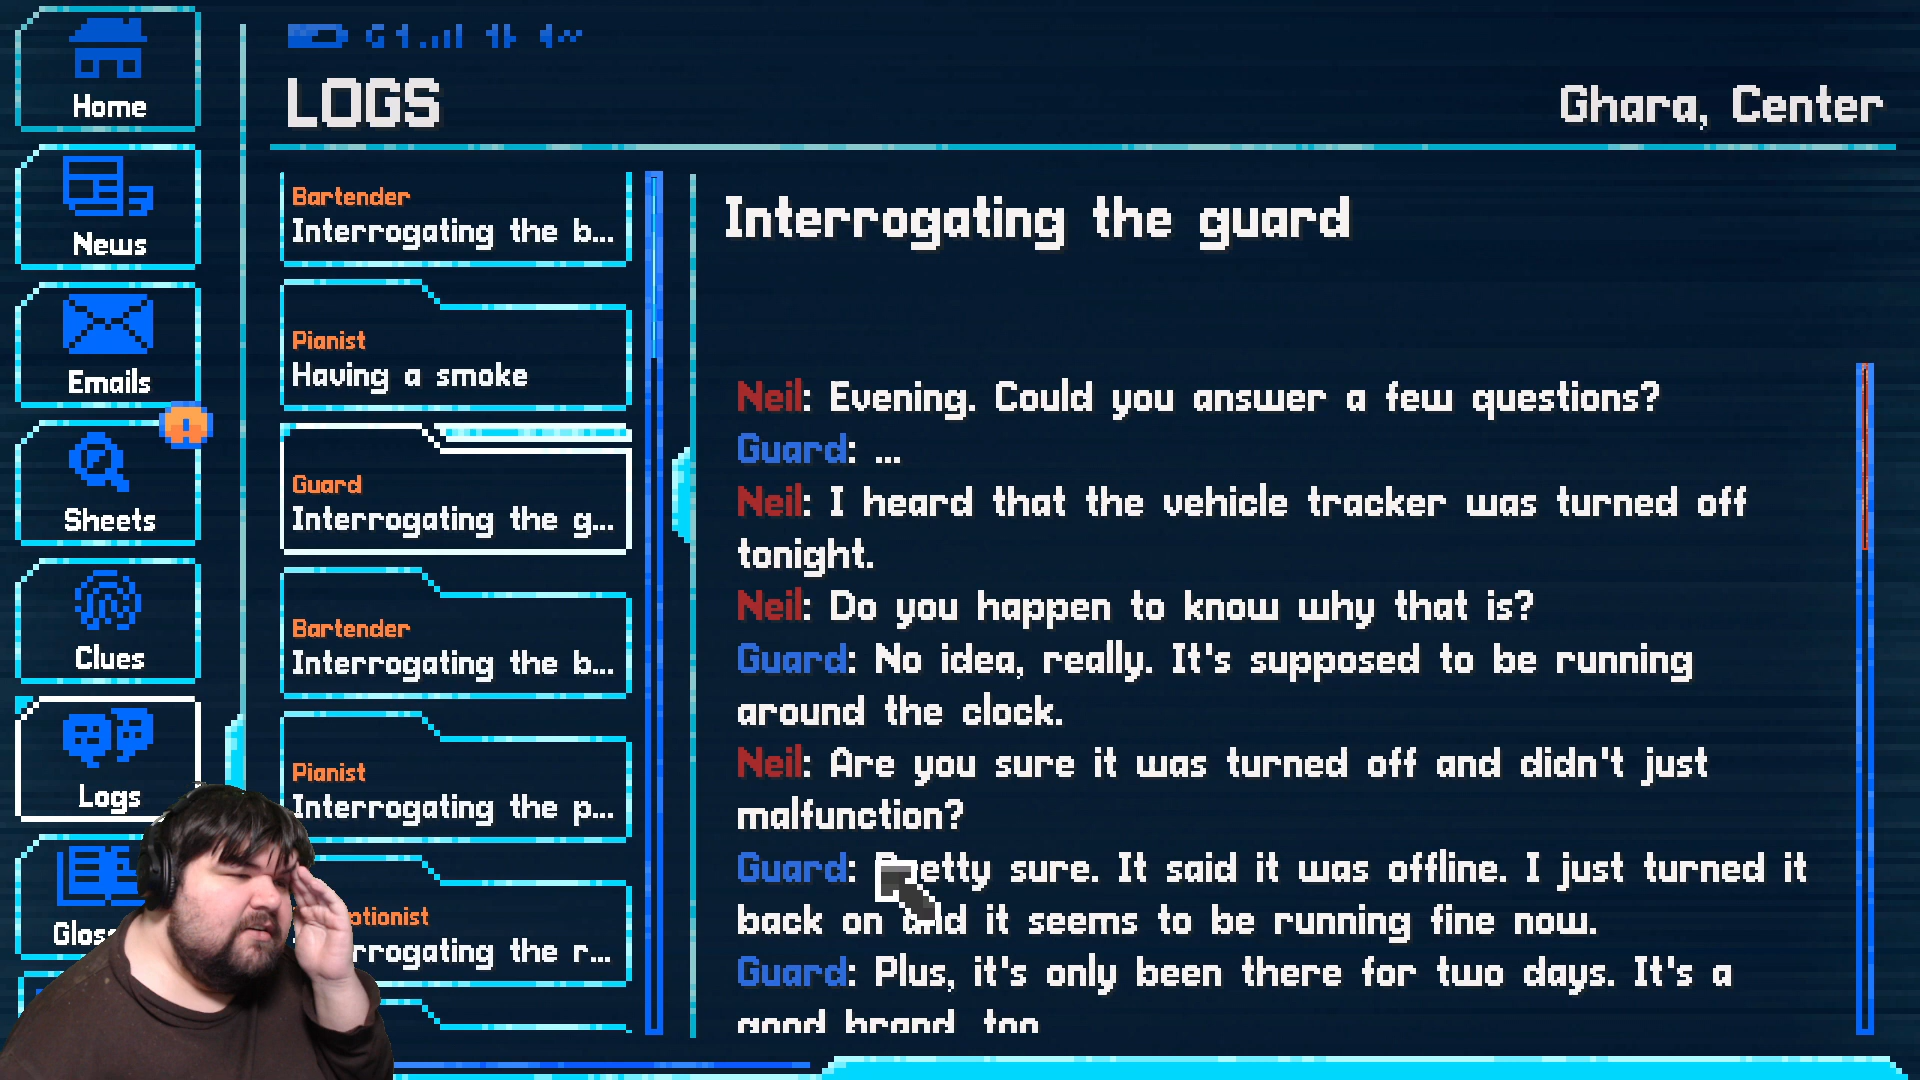 LOGS
Ghara, Center
Home
News
Emails
Sheets
Clues
Logs
Bartender
Interrogating the b...
Pianist
Having a smoke
Guard
Interrogating the g...
Bartender
Interrogating the b...
Pianist
Interrogating the p...
Interrogating the guard
Neil: Evening. Could you answer a few questions?
Guard: ...
Neil: I heard that the vehicle tracker was turned off
tonight.
Neil: Do you happen to know why that is?
Guard: No idea, really. It's supposed to be running
around the clock.
Neil: Are you sure it was turned off and didn't just
malfunction?
Guard: Pretty sure. It said it was offline. I just turned it
back on and it seems to be running fine now.
Guard: Plus, it's only been there for two days. It's a
good brand, too